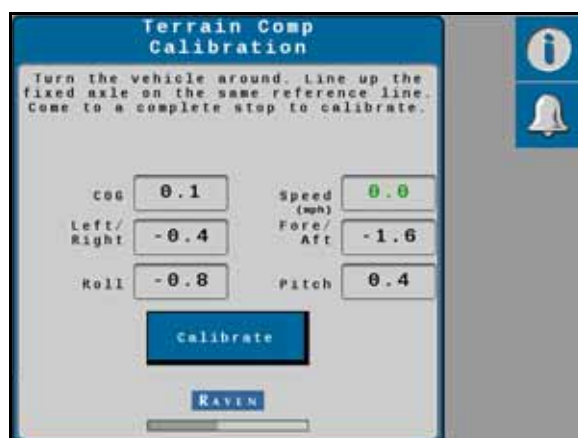 Terrain Comp
Calibration
Turn the vehicle around. Line up the
fixed axle on the same reference line.
Come to a complete stop to calibrate.
COG 0.1 Speed (mph) 0.0
Left/Right -0.4 Fore/Aft -1.6
Roll -0.8 Pitch 0.4
Calibrate
RAVEN